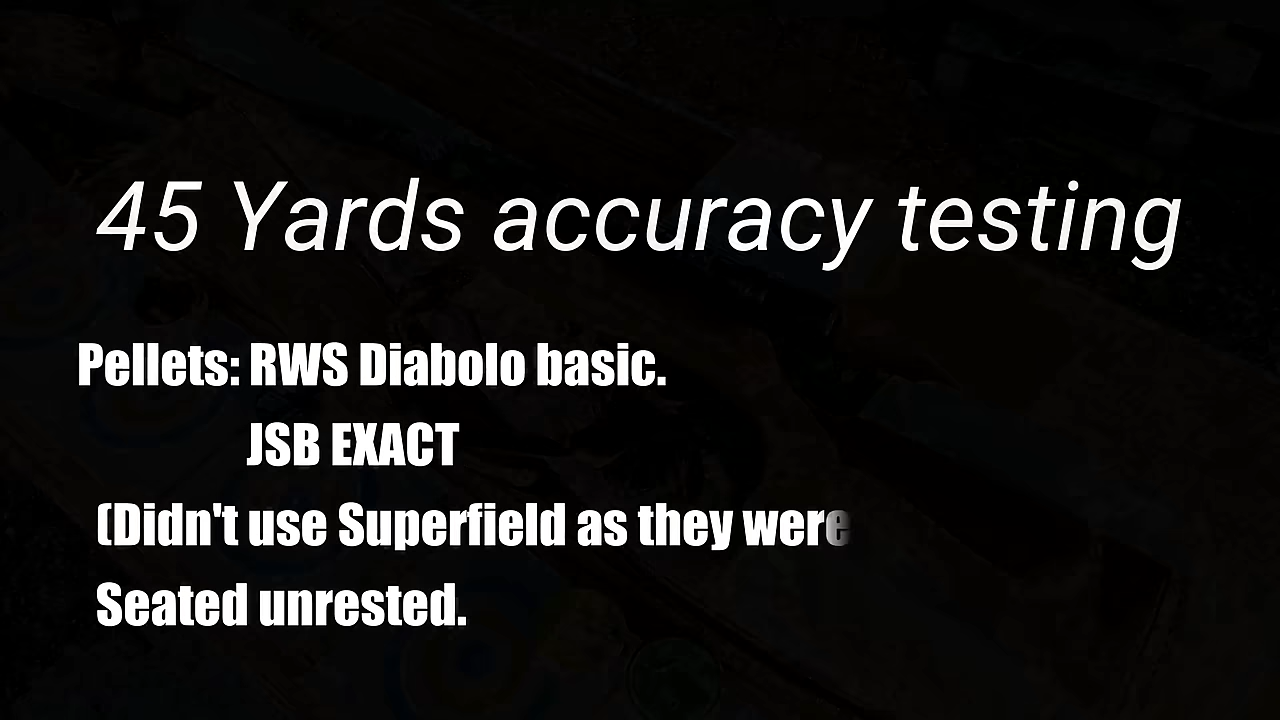 45 Yards accuracy testing
Pellets: RWS Diabolo basic.
JSB EXACT
(Didn't use Superfield as they were
Seated unrested.